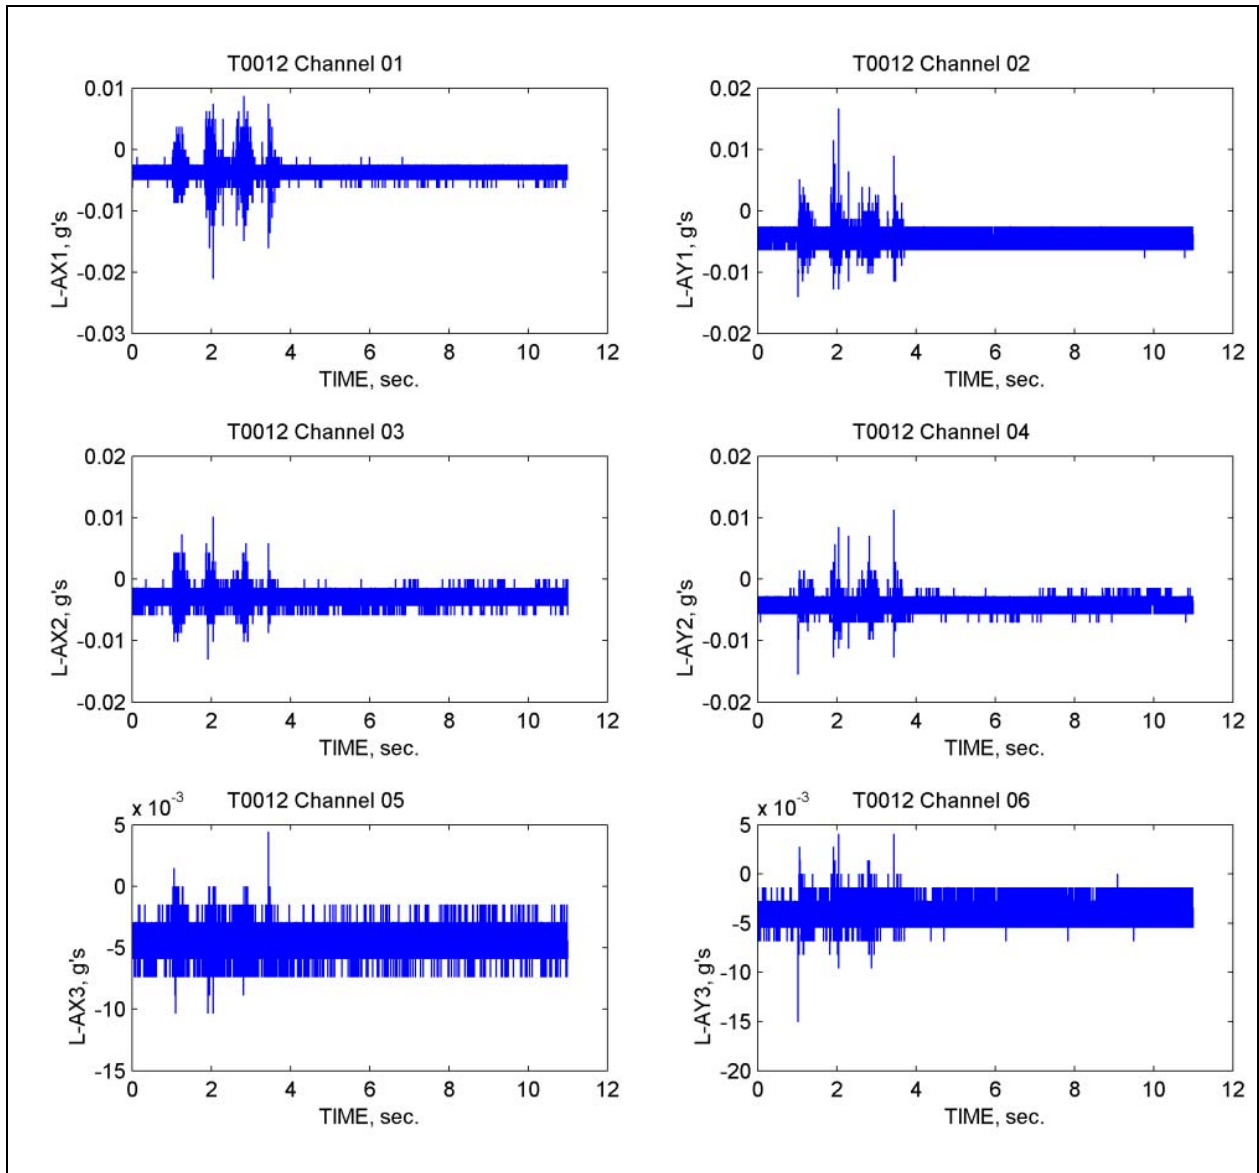 T0012 Channel 01
0.01
0
-0.01
-0.02
-0.03
L-AX1, g's
0 2 4 6 8 10 12
TIME, sec.
T0012 Channel 02
0.02
0.01
0
-0.01
-0.02
L-AY1, g's
0 2 4 6 8 10 12
TIME, sec.
T0012 Channel 03
0.02
0.01
0
-0.01
-0.02
L-AX2, g's
0 2 4 6 8 10 12
TIME, sec.
T0012 Channel 04
0.02
0.01
0
-0.01
-0.02
L-AY2, g's
0 2 4 6 8 10 12
TIME, sec.
x 10⁻³ T0012 Channel 05
5
0
-5
-10
-15
L-AX3, g's
0 2 4 6 8 10 12
TIME, sec.
x 10⁻³ T0012 Channel 06
5
0
-5
-10
-15
-20
L-AY3, g's
0 2 4 6 8 10 12
TIME, sec.